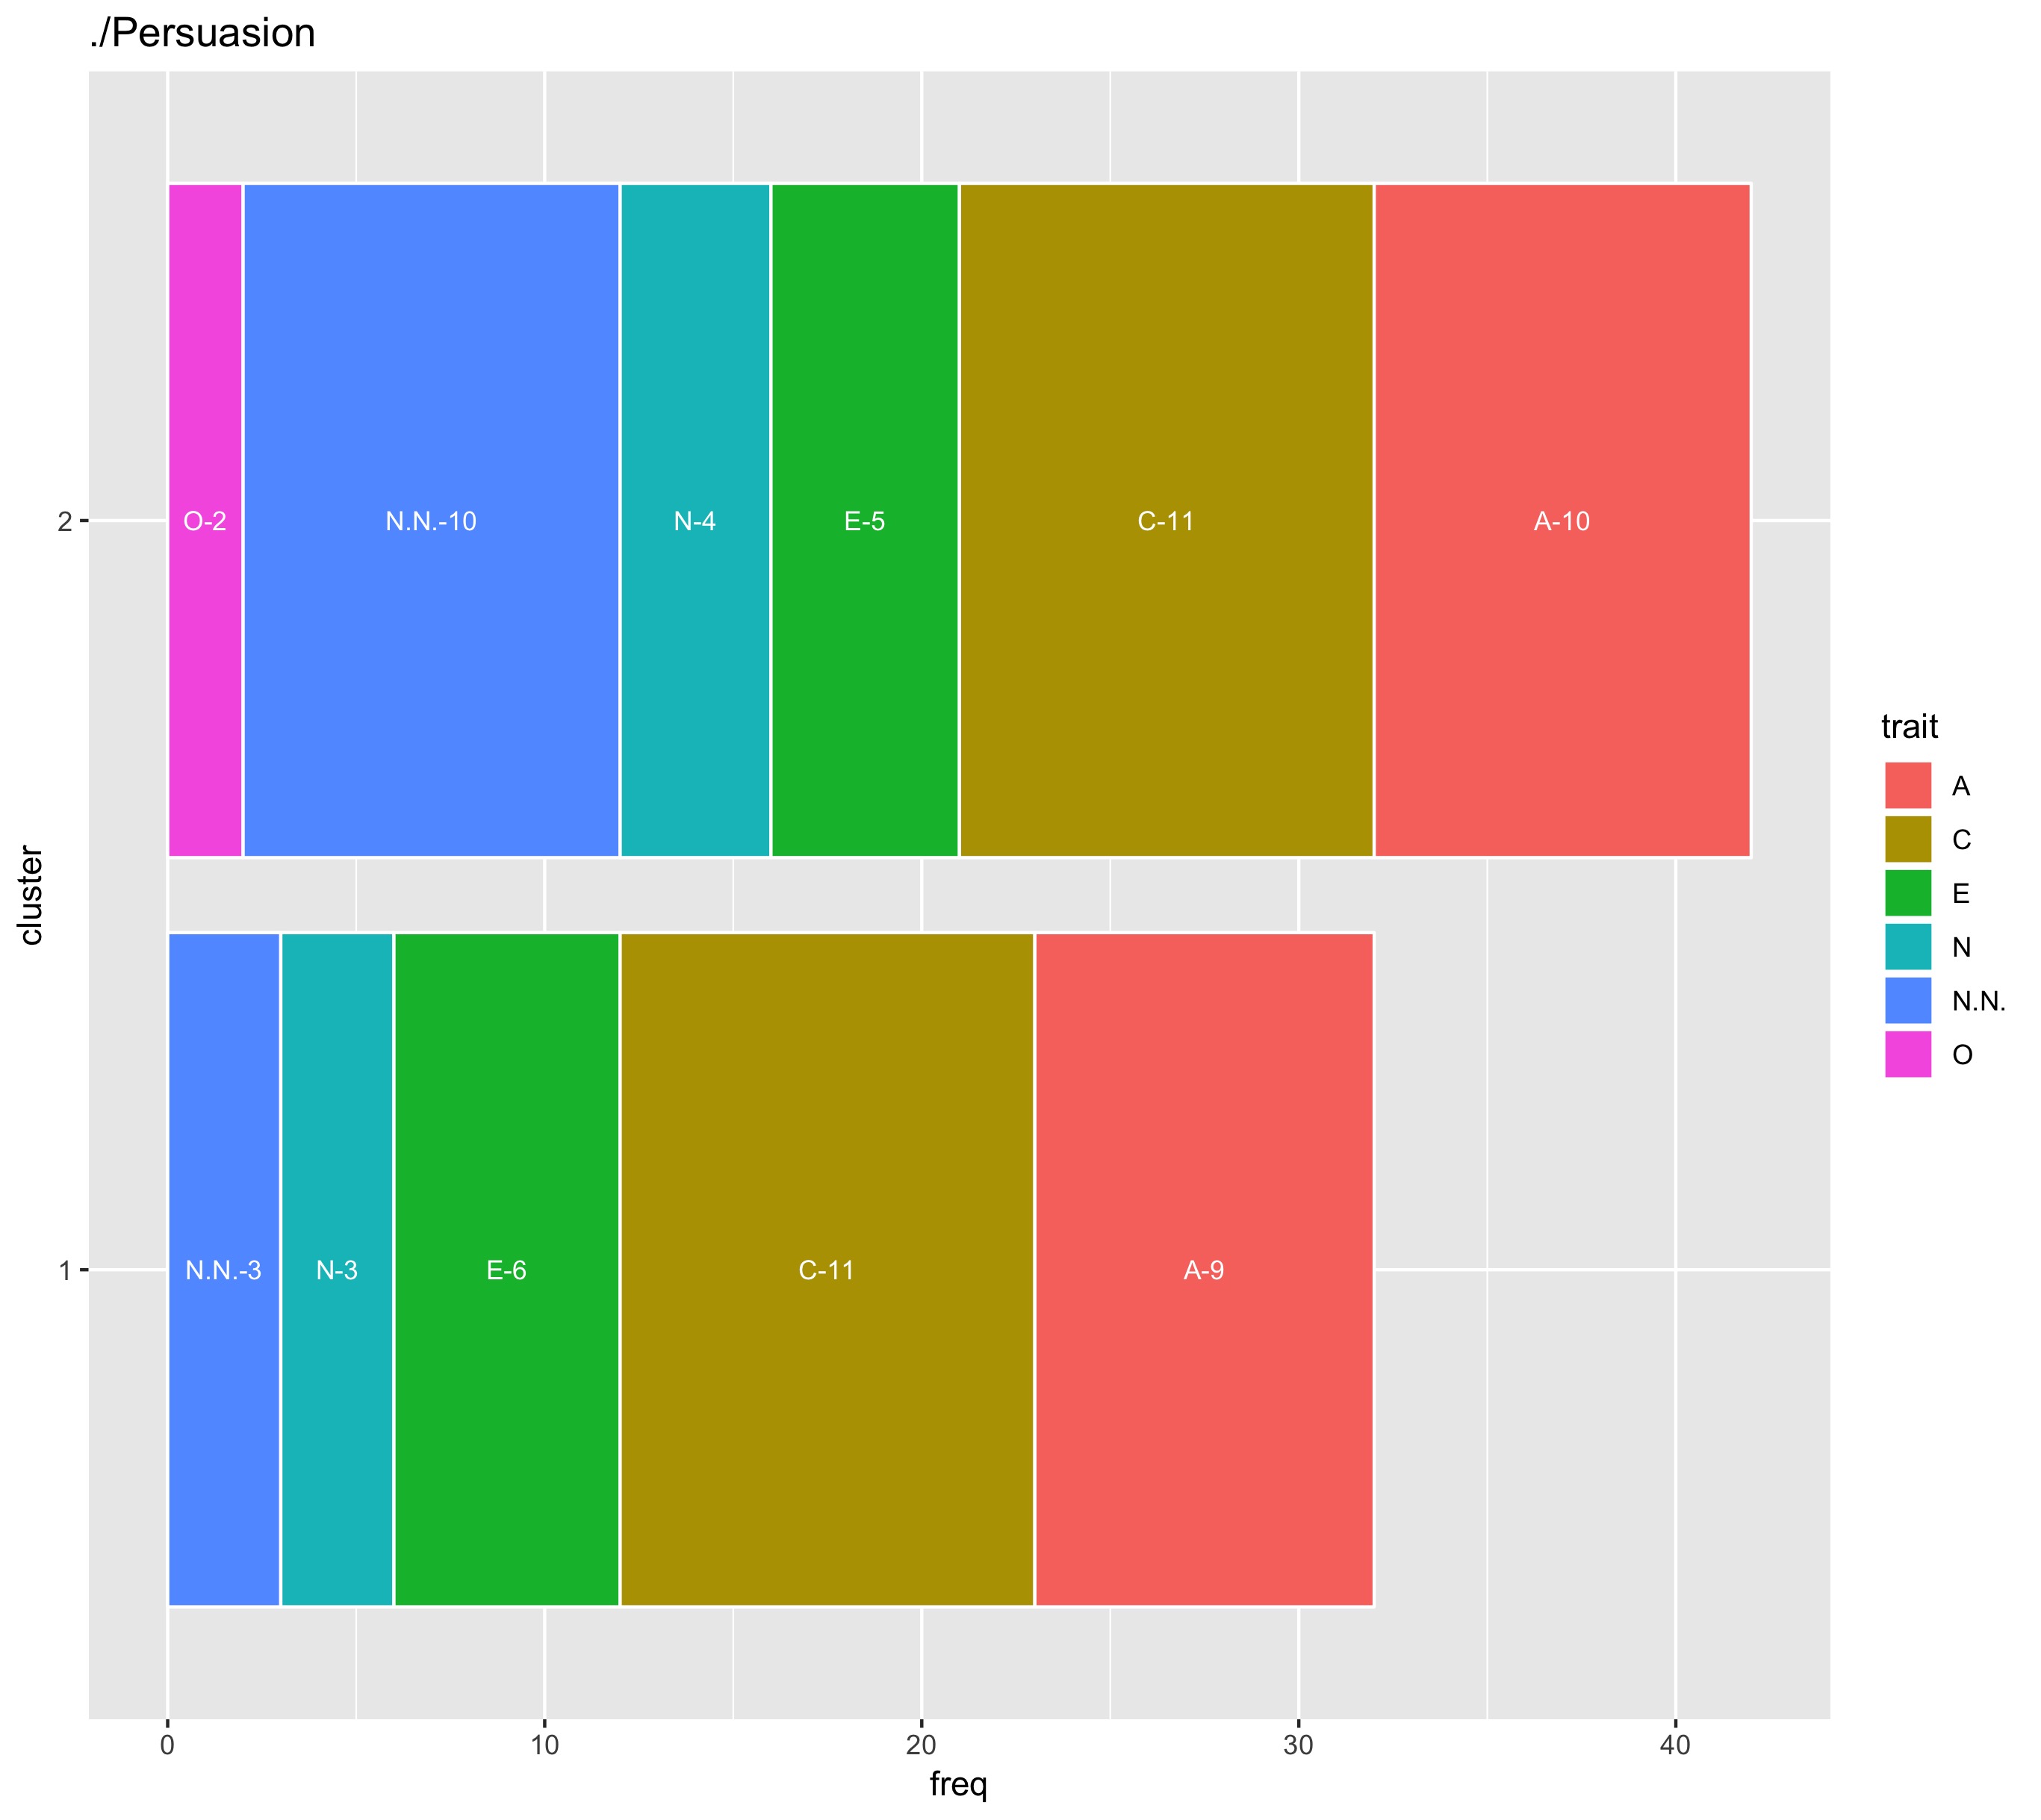 ./Persuasion
cluster
2
O-2 N.N.-10 N-4 E-5 C-11 A-10
1
N.N.-3 N-3 E-6 C-11 A-9
0 10 20 30 40
freq
trait
A
C
E
N
N.N.
O